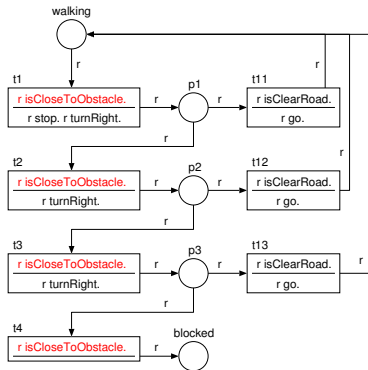 walking
r
t1
p1
t11
r
r isCloseToObstacle.
r
r
r isClearRoad.
r stop. r turnRight.
r go.
r
t2
p2
t12
r
r isCloseToObstacle.
r
r
r isClearRoad.
r turnRight.
r go.
r
t3
p3
t13
r isCloseToObstacle.
r
r
r isClearRoad.
r
r turnRight.
r go.
r
t4
blocked
r isCloseToObstacle.
r